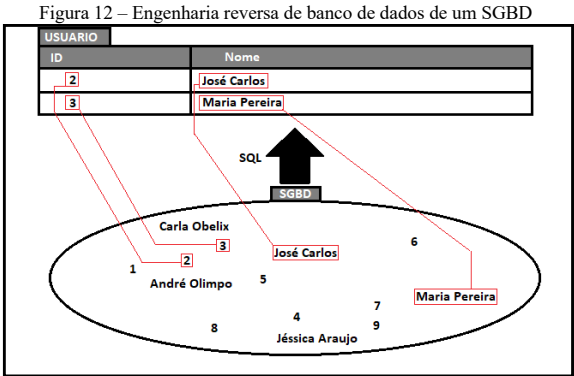 Figura 12 – Engenharia reversa de banco de dados de um SGBD
USUARIO
ID Nome
2 José Carlos
3 Maria Pereira
SQL
SGBD
Carla Obelix
3
6
José Carlos
2
1
André Olimpo
5
Maria Pereira
7
4
9
8
Jéssica Araujo